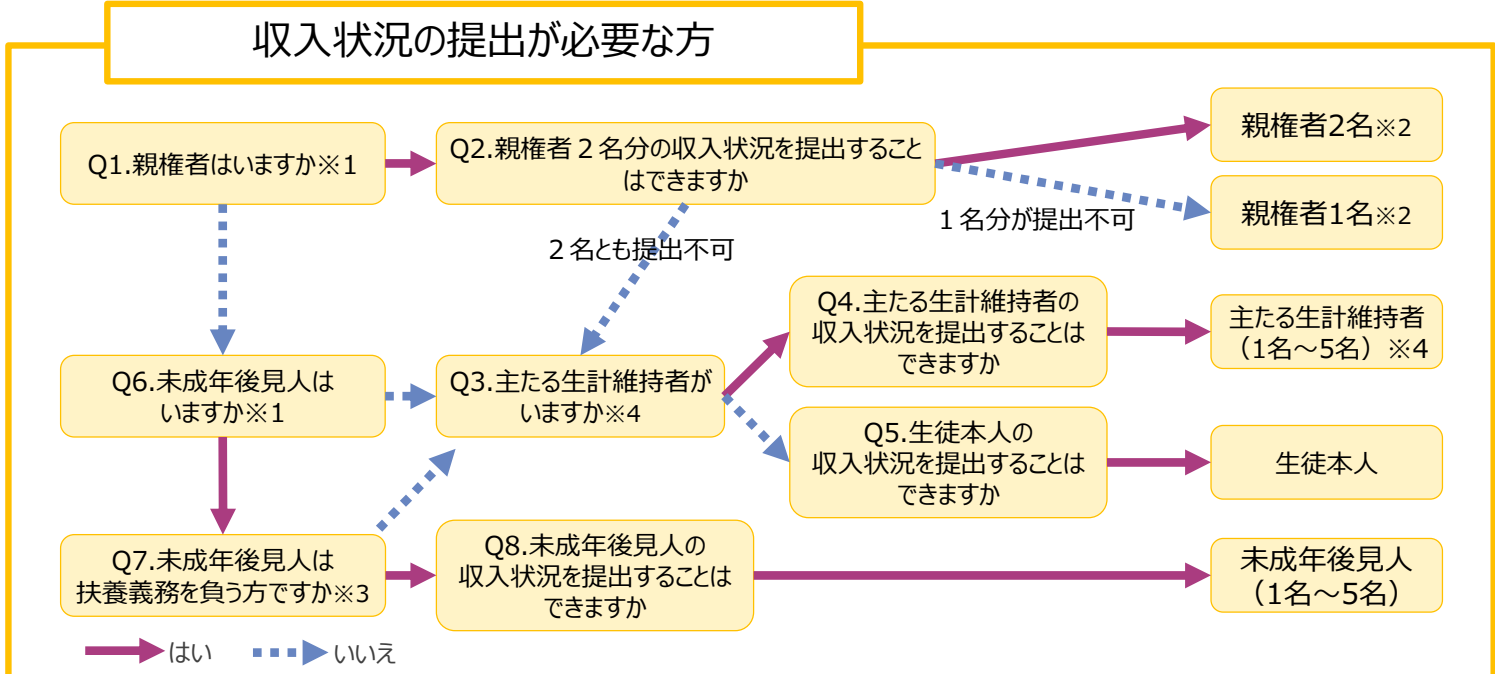 収入状況の提出が必要な方
Q1.親権者はいますか※1
Q2.親権者２名分の収入状況を提出すること
はできますか
親権者2名※2
１名分が提出不可
親権者1名※2
２名とも提出不可
Q6.未成年後見人は
いますか※1
Q3.主たる生計維持者が
いますか※4
Q4.主たる生計維持者の
収入状況を提出することは
できますか
主たる生計維持者
（1名～5名）※4
Q5.生徒本人の
収入状況を提出することは
できますか
生徒本人
Q7.未成年後見人は
扶養義務を負う方ですか※3
Q8.未成年後見人の
収入状況を提出することは
できますか
未成年後見人
（1名～5名）
はい
いいえ